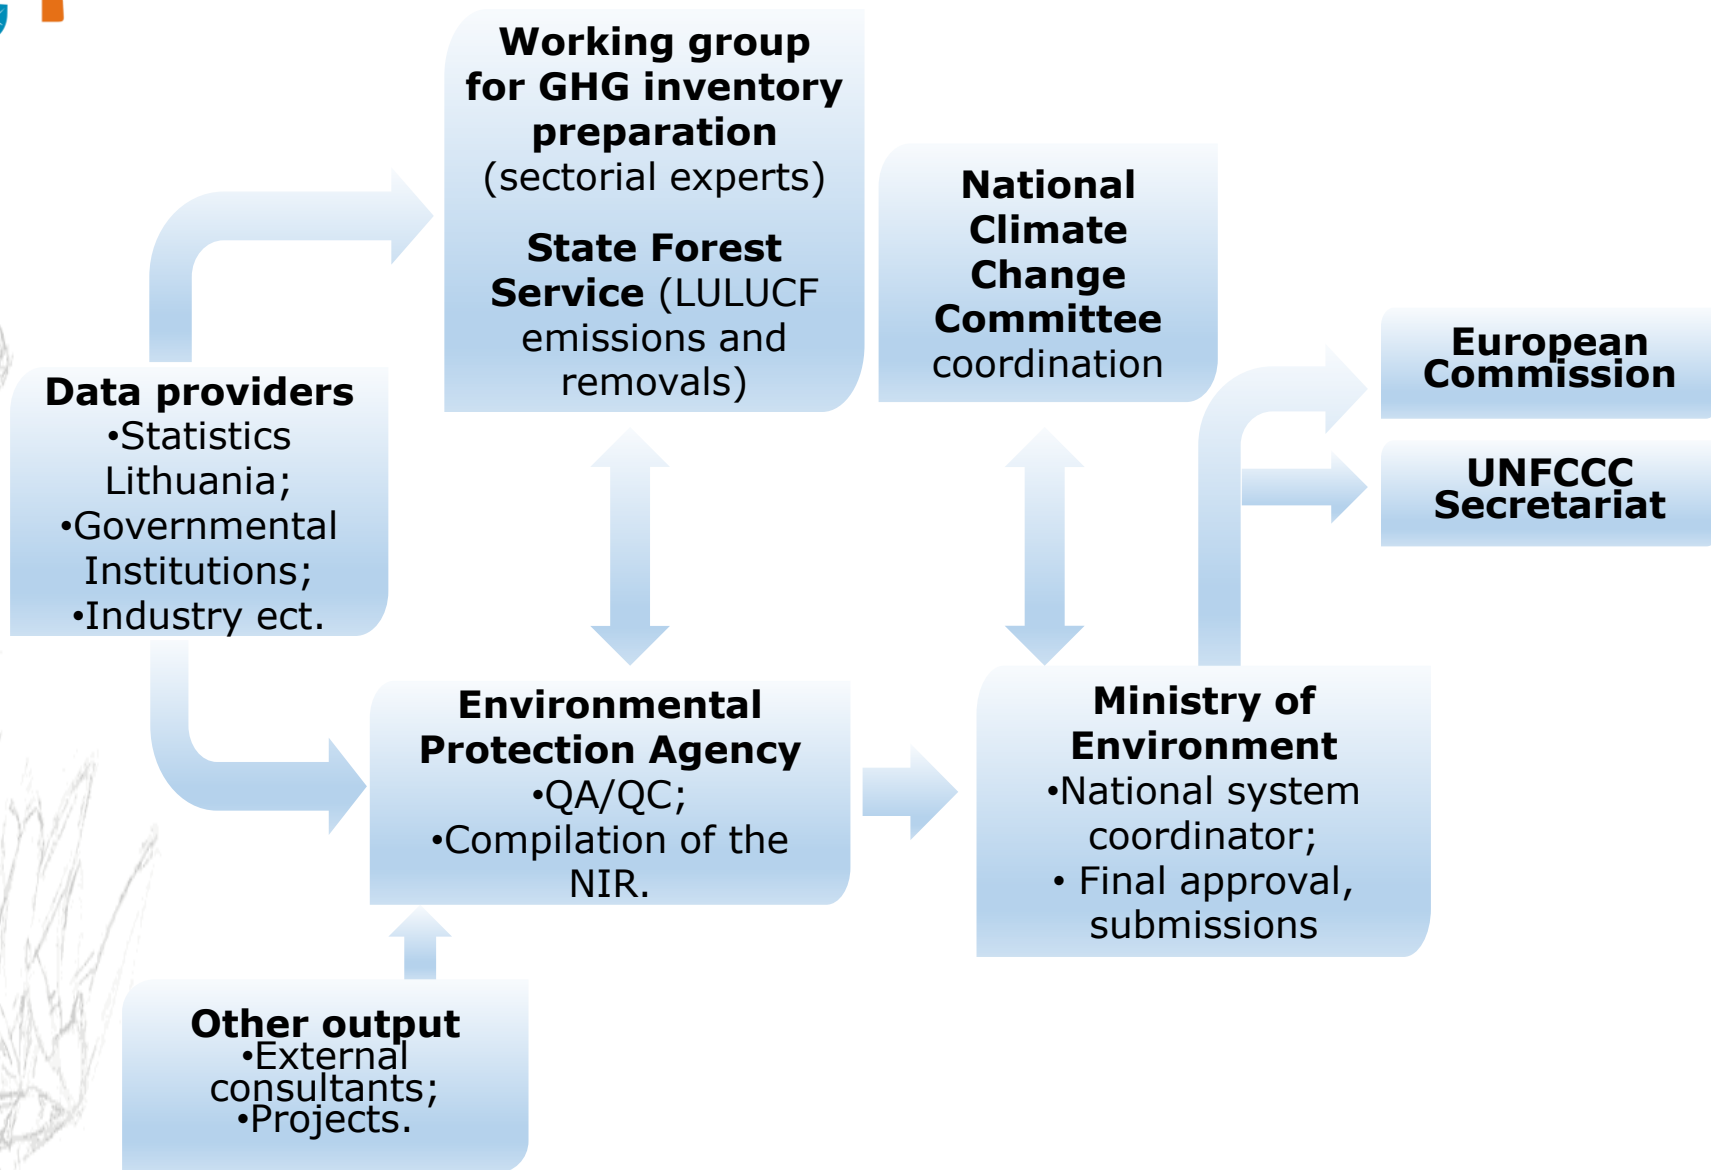 Working group
for GHG inventory
preparation
(sectorial experts)
State Forest
Service (LULUCF
emissions and
removals)
National
Climate
Change
Committee
coordination
European
Commission
UNFCCC
Secretariat
Data providers
•Statistics
Lithuania;
•Governmental
Institutions;
•Industry ect.
Environmental
Protection Agency
•QA/QC;
•Compilation of the
NIR.
Ministry of
Environment
•National system
coordinator;
• Final approval,
submissions
Other output
•External
consultants;
•Projects.